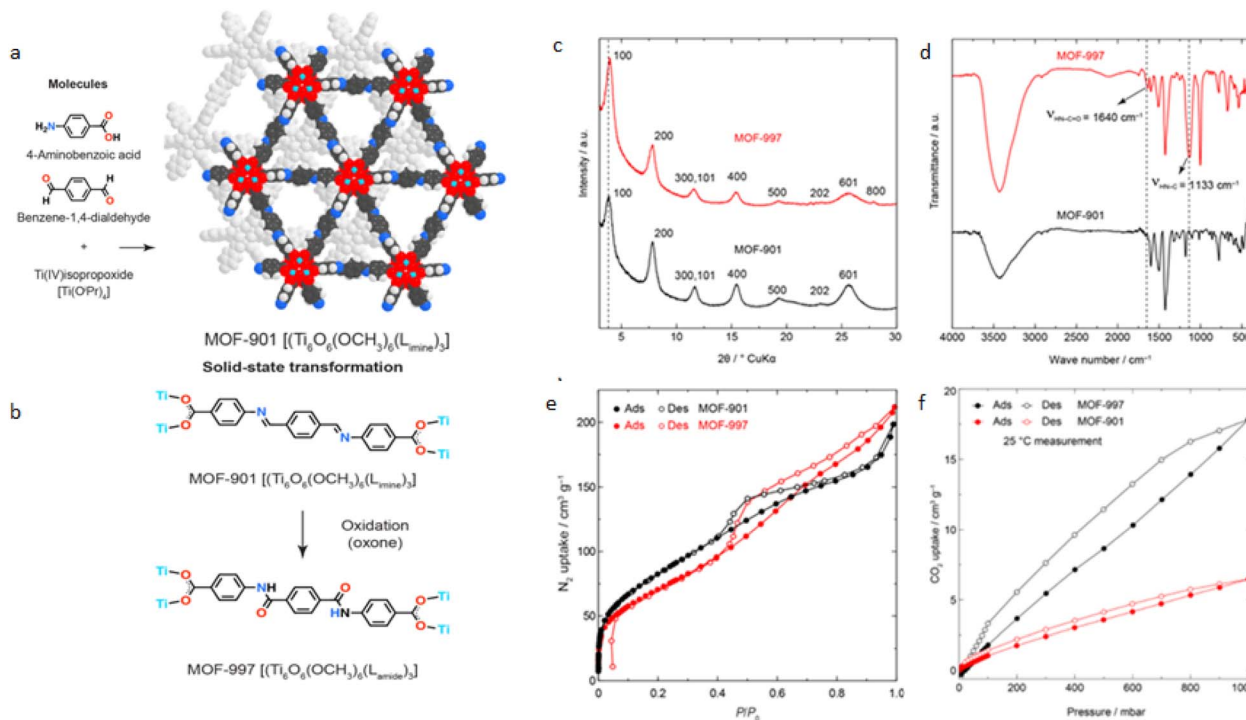 a
Molecules
H₂N
O
OH
4-Aminobenzoic acid
O
H
H
O
Benzene-1,4-dialdehyde
+
Ti(IV)isopropoxide
[Ti(OⁱPr)₄]
MOF-901 [(Ti₆O₆(OCH₃)₆(L_imine)₃]
Solid-state transformation
b
Ti
O
N
N
O
Ti
Ti
O
O
Ti
MOF-901 [(Ti₆O₆(OCH₃)₆(L_imine)₃]
Oxidation
(oxone)
Ti
O
H
N
O
O
Ti
Ti
O
O
N
H
O
Ti
MOF-997 [(Ti₆O₆(OCH₃)₆(L_amide)₃]
c
100
200
MOF-997
300,101
400
500
202
601
800
100
200
MOF-901
300,101
400
500
202
601
5
10
15
20
25
30
2θ / ° CuKα
Intensity / a.u.
d
MOF-997
ν_HN–C=O = 1640 cm⁻¹
ν_HN–C = 1133 cm⁻¹
MOF-901
4000
3500
3000
2500
2000
1500
1000
500
Wave number / cm⁻¹
Transmittance / a.u.
e
Ads
Des MOF-901
Ads
Des MOF-997
200
150
100
50
0
0
0.2
0.4
0.6
0.8
1.0
P/P₀
N₂ uptake / cm³ g⁻¹
f
Ads
Des MOF-997
Ads
Des MOF-901
25 °C measurement
20
15
10
5
0
0
200
400
600
800
1000
Pressure / mbar
CO₂ uptake / cm³ g⁻¹